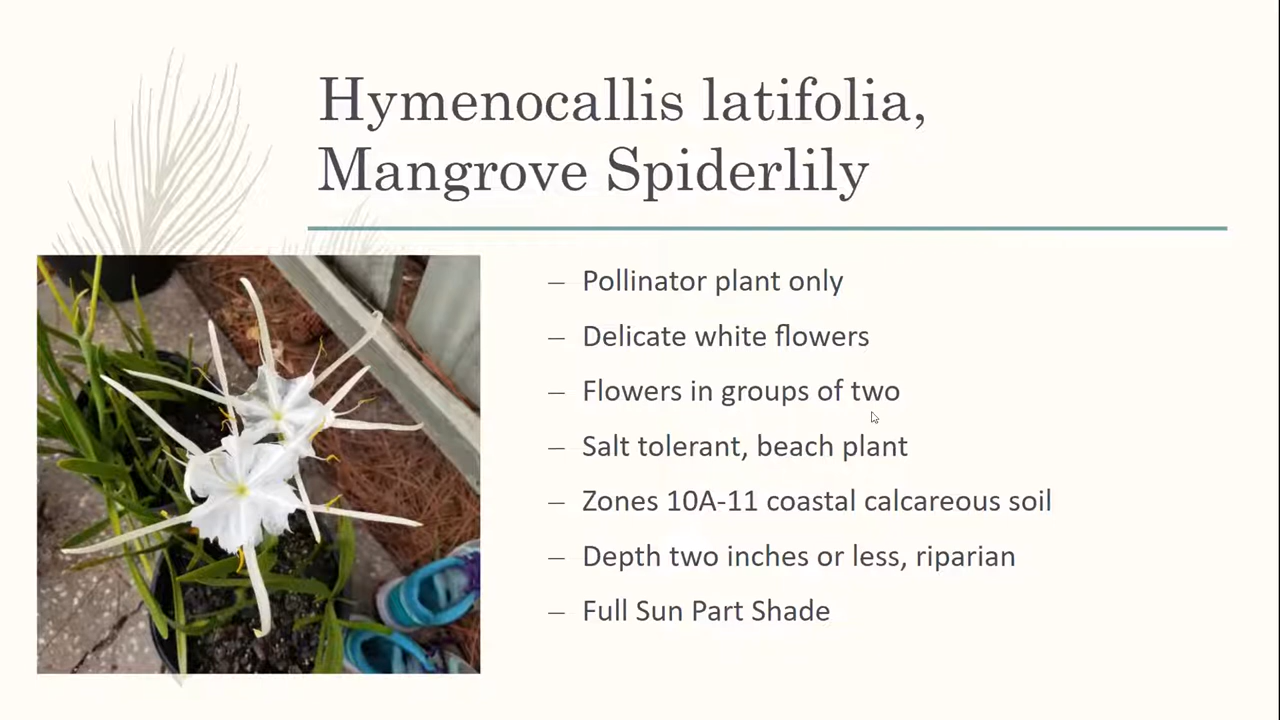 Hymenocallis latifolia,
Mangrove Spiderlily
– Pollinator plant only
– Delicate white flowers
– Flowers in groups of two
– Salt tolerant, beach plant
– Zones 10A-11 coastal calcareous soil
– Depth two inches or less, riparian
– Full Sun Part Shade